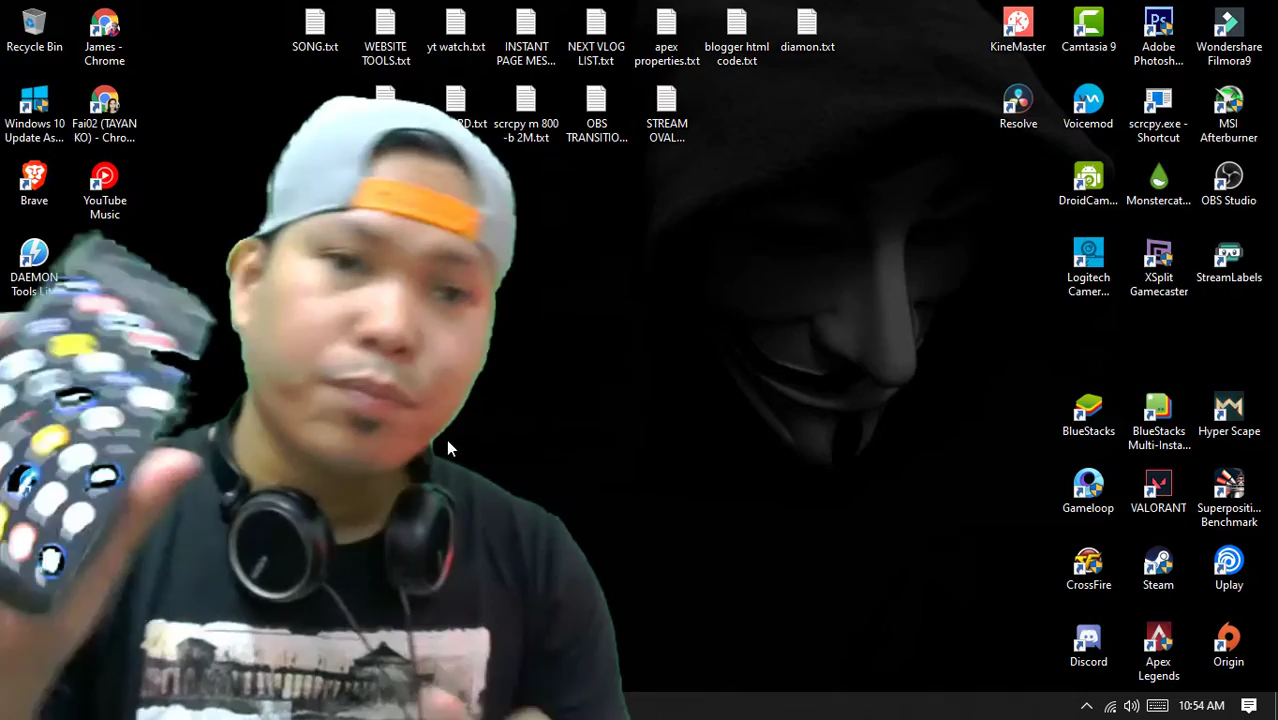 Recycle Bin
James -
Chrome
SONG.txt
WEBSITE
TOOLS.txt
yt watch.txt
INSTANT
PAGE MES...
NEXT VLOG
LIST.txt
apex
properties.txt
blogger html
code.txt
diamon.txt
KineMaster
Camtasia 9
Adobe
Photosh...
Wondershare
Filmora9
Windows 10
Update As...
Fai02 (TAYAN
KO) - Chro...
RD.txt
scrcpy m 800
-b 2M.txt
OBS
TRANSITIO...
STREAM
OVAL...
Resolve
Voicemod
scrcpy.exe -
Shortcut
MSI
Afterburner
Brave
YouTube
Music
DroidCam...
Monstercat...
OBS Studio
DAEMON
Tools Lite
Logitech
Camer...
XSplit
Gamecaster
StreamLabels
BlueStacks
BlueStacks
Multi-Insta...
Hyper Scape
Gameloop
VALORANT
Superpositi...
Benchmark
CrossFire
Steam
Uplay
Discord
Apex
Legends
Origin
10:54 AM